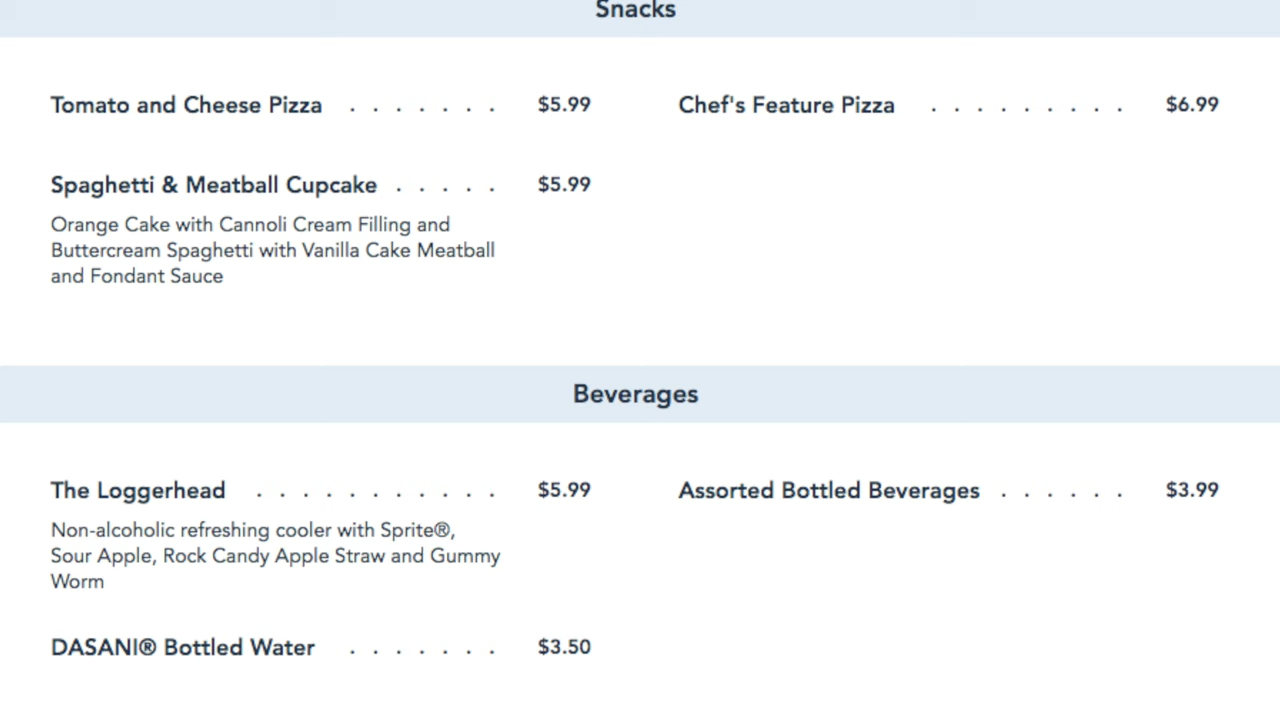 Snacks
Tomato and Cheese Pizza . . . . . . . $5.99
Chef's Feature Pizza . . . . . . . . . $6.99
Spaghetti & Meatball Cupcake . . . . . $5.99
Orange Cake with Cannoli Cream Filling and
Buttercream Spaghetti with Vanilla Cake Meatball
and Fondant Sauce
Beverages
The Loggerhead . . . . . . . . . . . $5.99
Assorted Bottled Beverages . . . . . . $3.99
Non-alcoholic refreshing cooler with Sprite®,
Sour Apple, Rock Candy Apple Straw and Gummy
Worm
DASANI® Bottled Water . . . . . . . $3.50